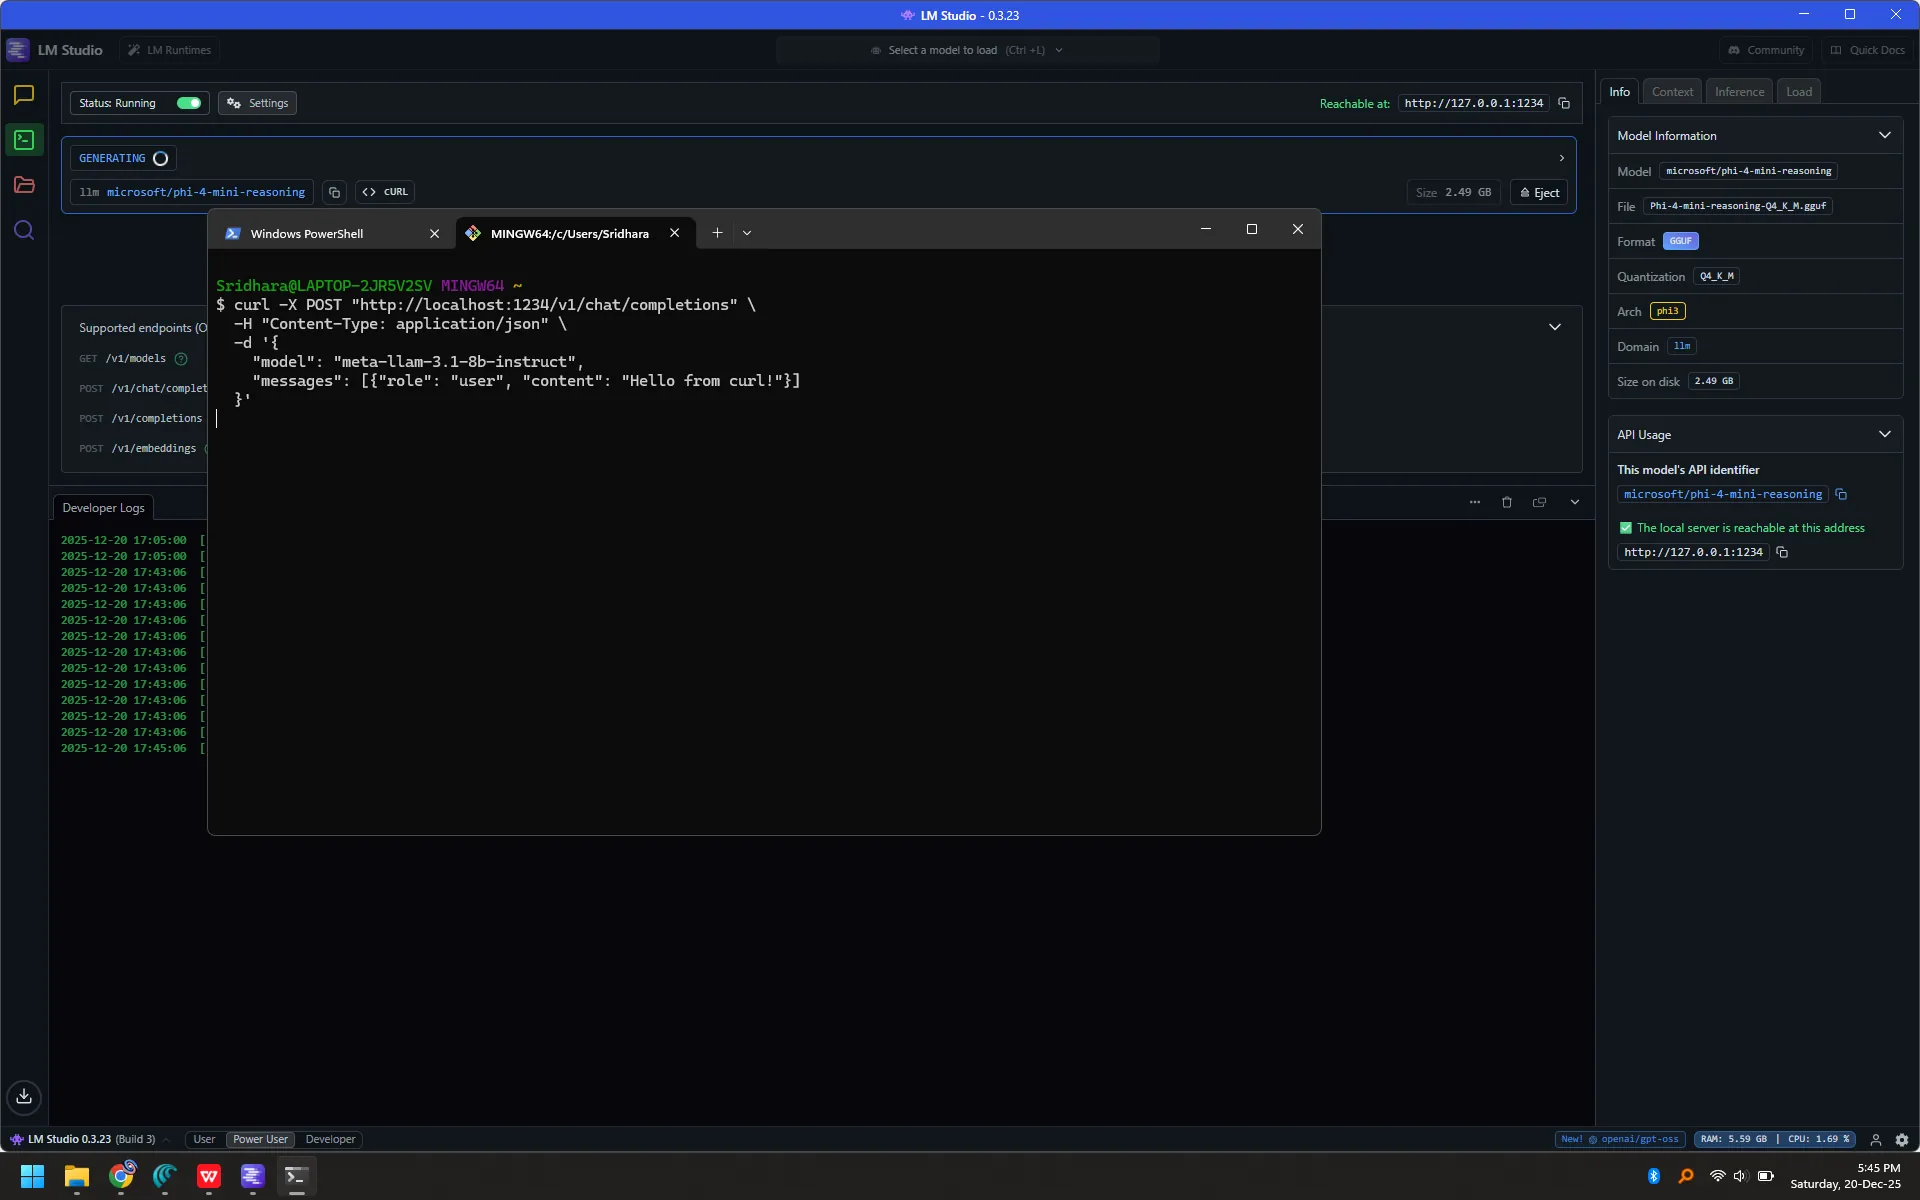 LM Studio - 0.3.23
LM Studio
LM Runtimes
Select a model to load (Ctrl +L)
Community
Quick Docs
Status: Running
Settings
Reachable at: http://127.0.0.1:1234
GENERATING
llm microsoft/phi-4-mini-reasoning
cURL
Size 2.49 GB
Eject
Windows PowerShell
MINGW64:/c/Users/Sridhara
Sridhara@LAPTOP-2JR5V2SV MINGW64 ~
$ curl -X POST "http://localhost:1234/v1/chat/completions" \
-H "Content-Type: application/json" \
-d '{
"model": "meta-llam-3.1-8b-instruct",
"messages": [{"role": "user", "content": "Hello from curl!"}]
}'
Supported endpoints (O
GET /v1/models
POST /v1/chat/complet
POST /v1/completions
POST /v1/embeddings
Developer Logs
2025-12-20 17:05:00 [
2025-12-20 17:05:00 [
2025-12-20 17:43:06 [
2025-12-20 17:43:06 [
2025-12-20 17:43:06 [
2025-12-20 17:43:06 [
2025-12-20 17:43:06 [
2025-12-20 17:43:06 [
2025-12-20 17:43:06 [
2025-12-20 17:43:06 [
2025-12-20 17:43:06 [
2025-12-20 17:43:06 [
2025-12-20 17:43:06 [
2025-12-20 17:45:06 [
Info
Context
Inference
Load
Model Information
Model microsoft/phi-4-mini-reasoning
File Phi-4-mini-reasoning-Q4_K_M.gguf
Format GGUF
Quantization Q4_K_M
Arch phi3
Domain llm
Size on disk 2.49 GB
API Usage
This model's API identifier
microsoft/phi-4-mini-reasoning
The local server is reachable at this address
http://127.0.0.1:1234
LM Studio 0.3.23 (Build 3)
User
Power User
Developer
New! openai/gpt-oss
RAM: 5.59 GB | CPU: 1.69 %
5:45 PM
Saturday, 20-Dec-25